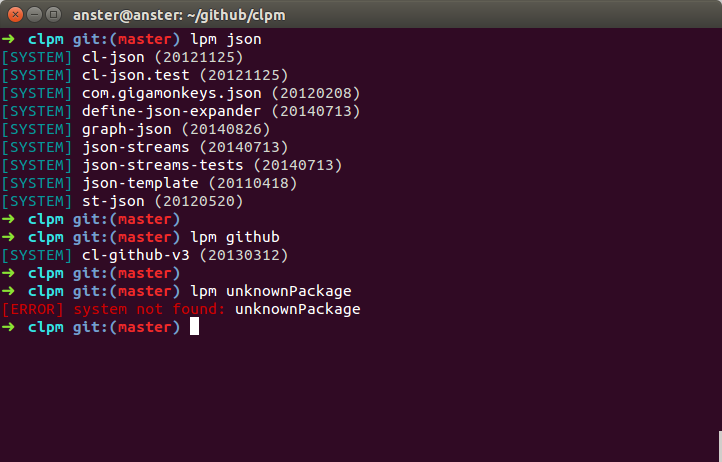 anster@anster: ~/github/clpm
➜ clpm git:(master) lpm json
[SYSTEM] cl-json (20121125)
[SYSTEM] cl-json.test (20121125)
[SYSTEM] com.gigamonkeys.json (20120208)
[SYSTEM] define-json-expander (20140713)
[SYSTEM] graph-json (20140826)
[SYSTEM] json-streams (20140713)
[SYSTEM] json-streams-tests (20140713)
[SYSTEM] json-template (20110418)
[SYSTEM] st-json (20120520)
➜ clpm git:(master)
➜ clpm git:(master) lpm github
[SYSTEM] cl-github-v3 (20130312)
➜ clpm git:(master)
➜ clpm git:(master) lpm unknownPackage
[ERROR] system not found: unknownPackage
➜ clpm git:(master)